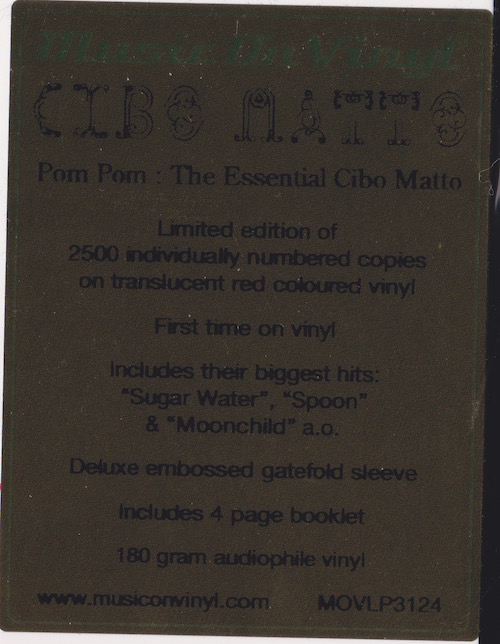 Music On Vinyl
CIBO MATTO
Pom Pom : The Essential Cibo Matto
Limited edition of
2500 individually numbered copies
on translucent red coloured vinyl
First time on vinyl
Includes their biggest hits:
"Sugar Water", "Spoon"
& "Moonchild" a.o.
Deluxe embossed gatefold sleeve
Includes 4 page booklet
180 gram audiophile vinyl
www.musiconvinyl.com MOVLP3124